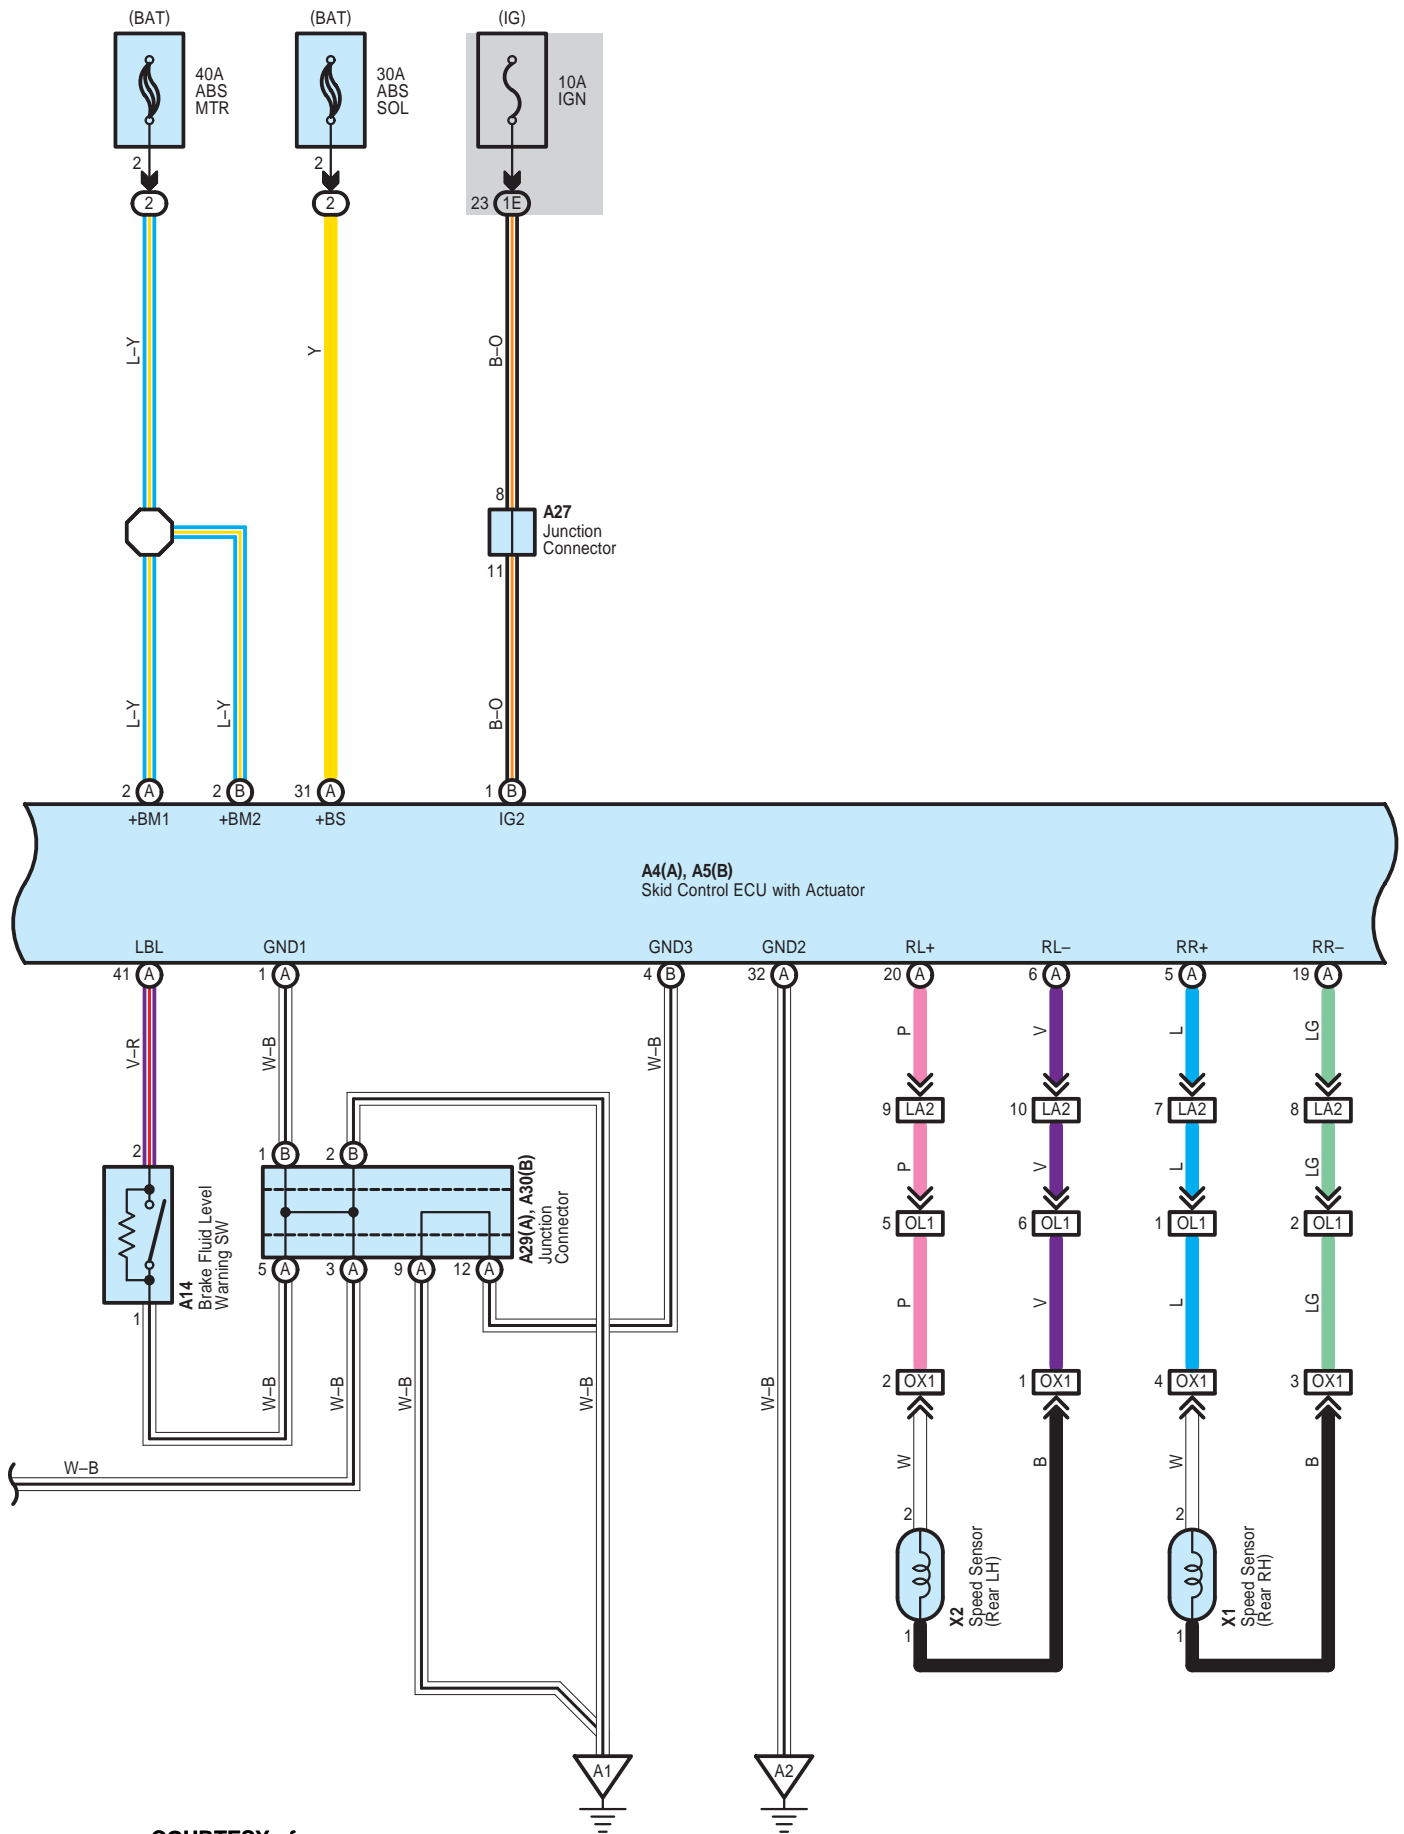 (BAT)
(BAT)
(IG)
40A
ABS
MTR
30A
ABS
SOL
10A
IGN
2
2
2
2
23
1E
L–Y
Y
B–O
8
A27
Junction
Connector
11
L–Y
L–Y
B–O
2 A
2 B
31 A
1 B
+BM1
+BM2
+BS
IG2
A4(A), A5(B)
Skid Control ECU with Actuator
LBL
GND1
GND3
GND2
RL+
RL–
RR+
RR–
41 A
1 A
4 B
32 A
20 A
6 A
5 A
19 A
V–R
W–B
W–B
P
V
L
LG
9 LA2
10 LA2
7 LA2
8 LA2
2
1 B
2 B
P
V
L
LG
A14
Brake Fluid Level
Warning SW
A29(A), A30(B)
Junction
Connector
5 OL1
6 OL1
1 OL1
2 OL1
5 A
3 A
9 A
12 A
1
P
V
L
LG
W–B
W–B
W–B
W–B
W–B
2 OX1
1 OX1
4 OX1
3 OX1
W–B
W
B
W
B
2
2
X2
Speed Sensor
(Rear LH)
X1
Speed Sensor
(Rear RH)
1
1
A1
A2